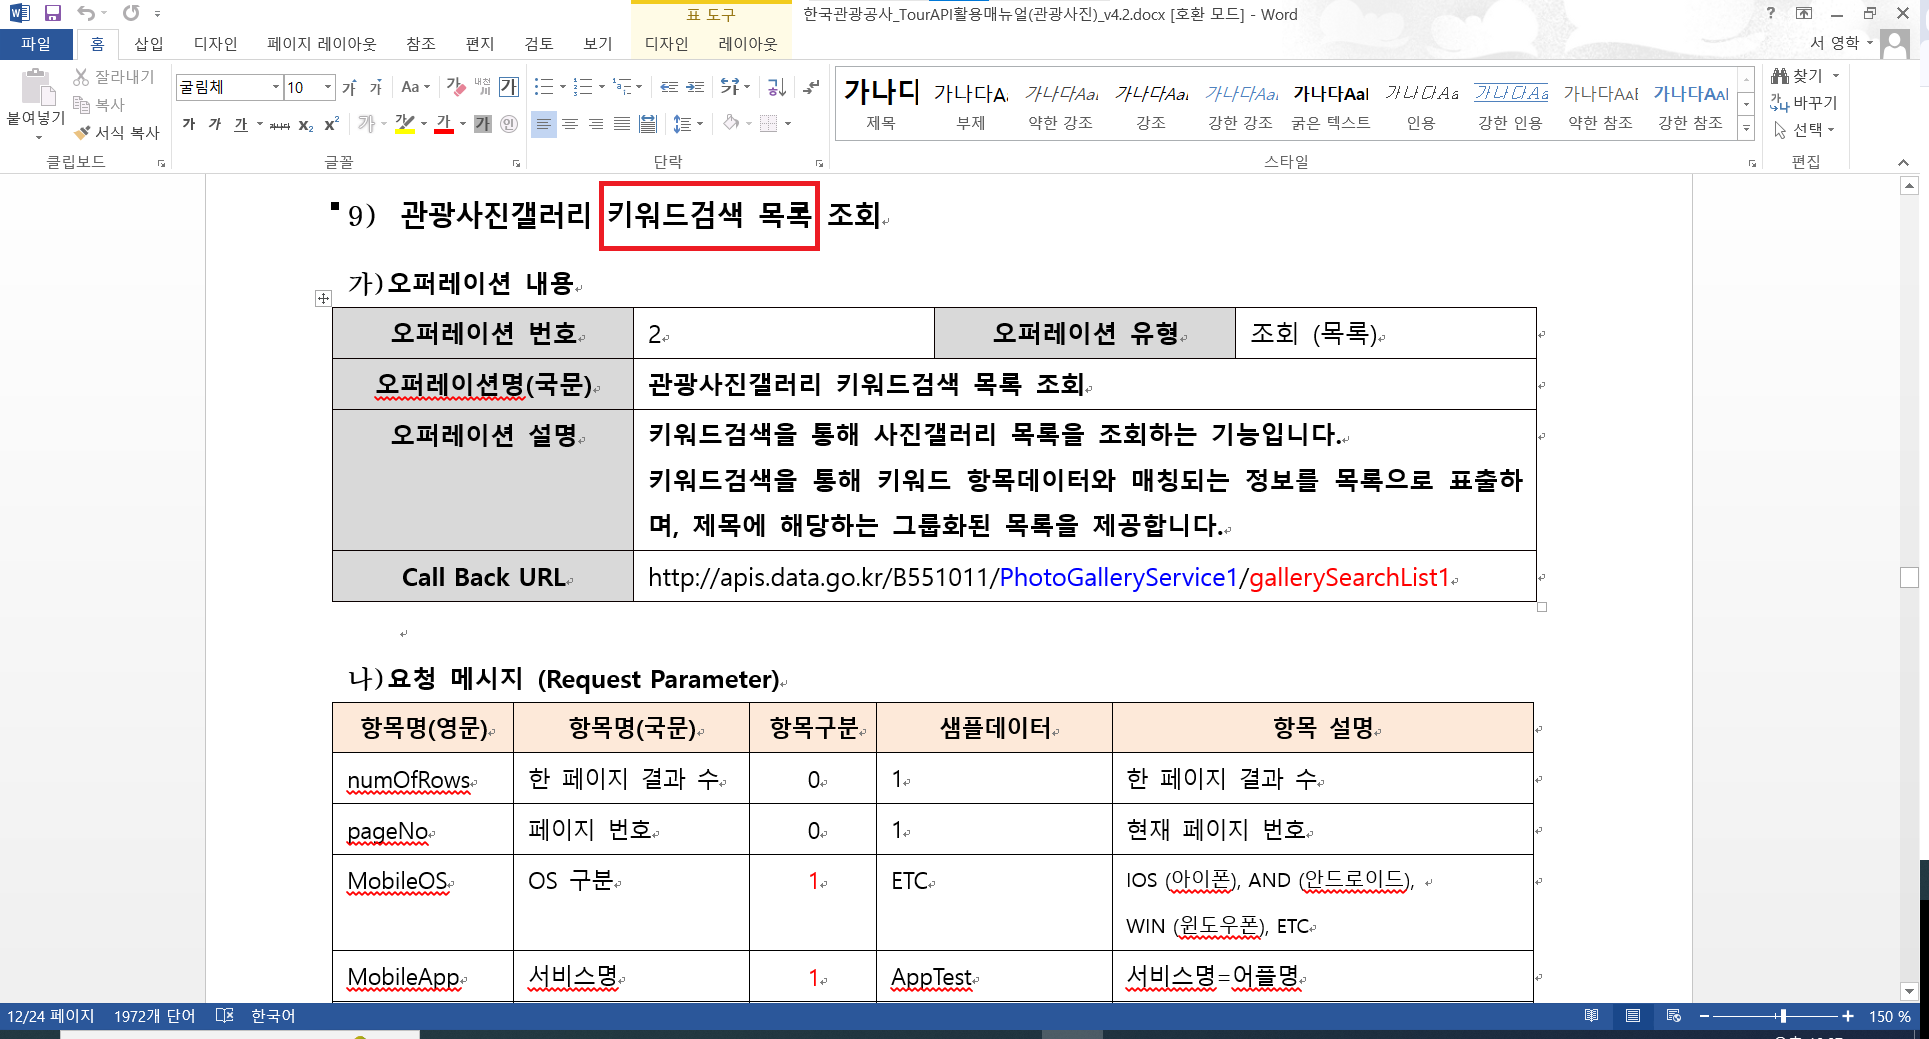 표 도구
한국관광공사_TourAPI활용매뉴얼(관광사진)_v4.2.docx [호환 모드] - Word
파일 홈 삽입 디자인 페이지 레이아웃 참조 편지 검토 보기 디자인 레이아웃 서 영학
잘라내기
복사
서식 복사
붙여넣기
클립보드
굴림체 10
글꼴
단락
가나디 가나다A 가나다Aa 가나다Aa 가나다Aa 가나다Aa 가나다Aa 가나다Aa 가나다AaE 가나다AaI
제목 부제 약한 강조 강조 강한 강조 굵은 텍스트 인용 강한 인용 약한 참조 강한 참조
스타일
찾기
바꾸기
선택
편집
9) 관광사진갤러리 키워드검색 목록 조회
가)오퍼레이션 내용
오퍼레이션 번호 2 오퍼레이션 유형 조회 (목록)
오퍼레이션명(국문) 관광사진갤러리 키워드검색 목록 조회
오퍼레이션 설명 키워드검색을 통해 사진갤러리 목록을 조회하는 기능입니다.
키워드검색을 통해 키워드 항목데이터와 매칭되는 정보를 목록으로 표출하
며, 제목에 해당하는 그룹화된 목록을 제공합니다.
Call Back URL http://apis.data.go.kr/B551011/PhotoGalleryService1/gallerySearchList1
나)요청 메시지 (Request Parameter)
항목명(영문) 항목명(국문) 항목구분 샘플데이터 항목 설명
numOfRows 한 페이지 결과 수 0 1 한 페이지 결과 수
pageNo 페이지 번호 0 1 현재 페이지 번호
MobileOS OS 구분 1 ETC IOS (아이폰), AND (안드로이드),
WIN (윈도우폰), ETC
MobileApp 서비스명 1 AppTest 서비스명=어플명
12/24 페이지 1972개 단어 한국어 150 %